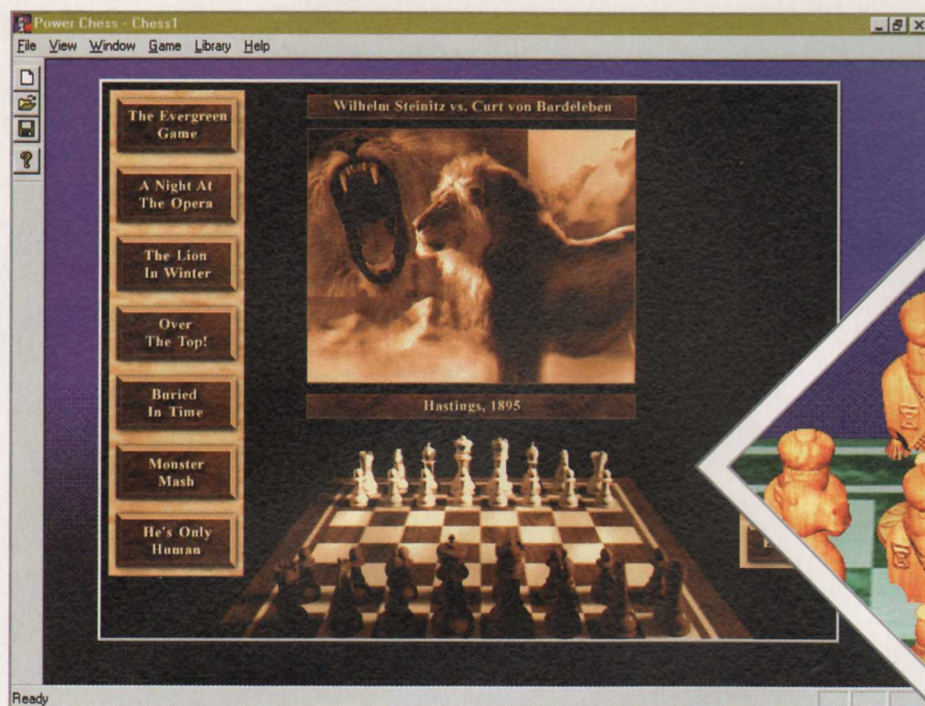 Power Chess - Chess1
File View Window Game Library Help
The Evergreen
Game
A Night At
The Opera
The Lion
In Winter
Over
The Top!
Buried
In Time
Monster
Mash
He's Only
Human
Wilhelm Steinitz vs. Curt von Bardeleben
Hastings, 1895
Ready